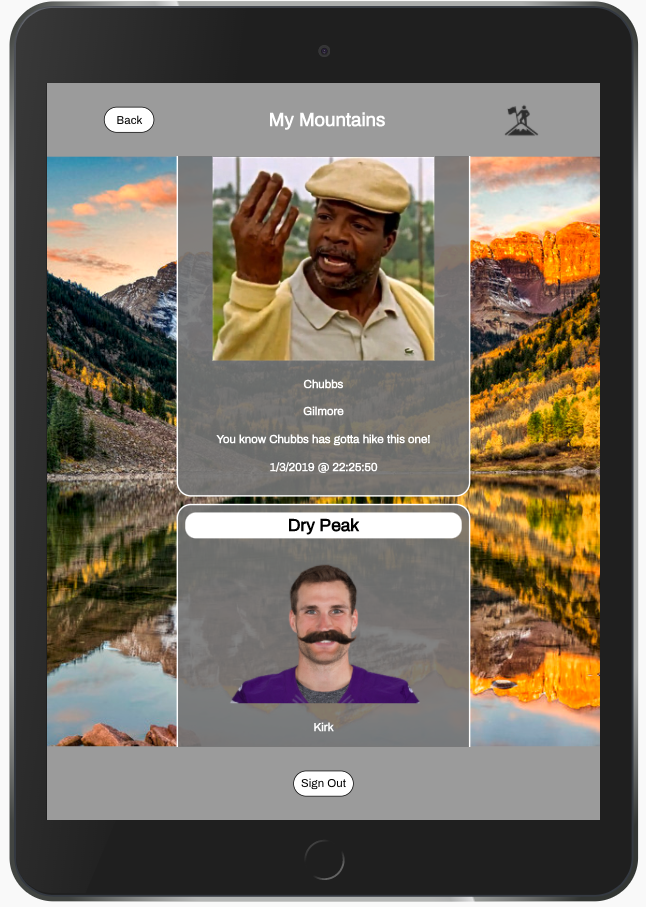 Back
My Mountains
Chubbs
Gilmore
You know Chubbs has gotta hike this one!
1/3/2019 @ 22:25:50
Dry Peak
Kirk
Sign Out